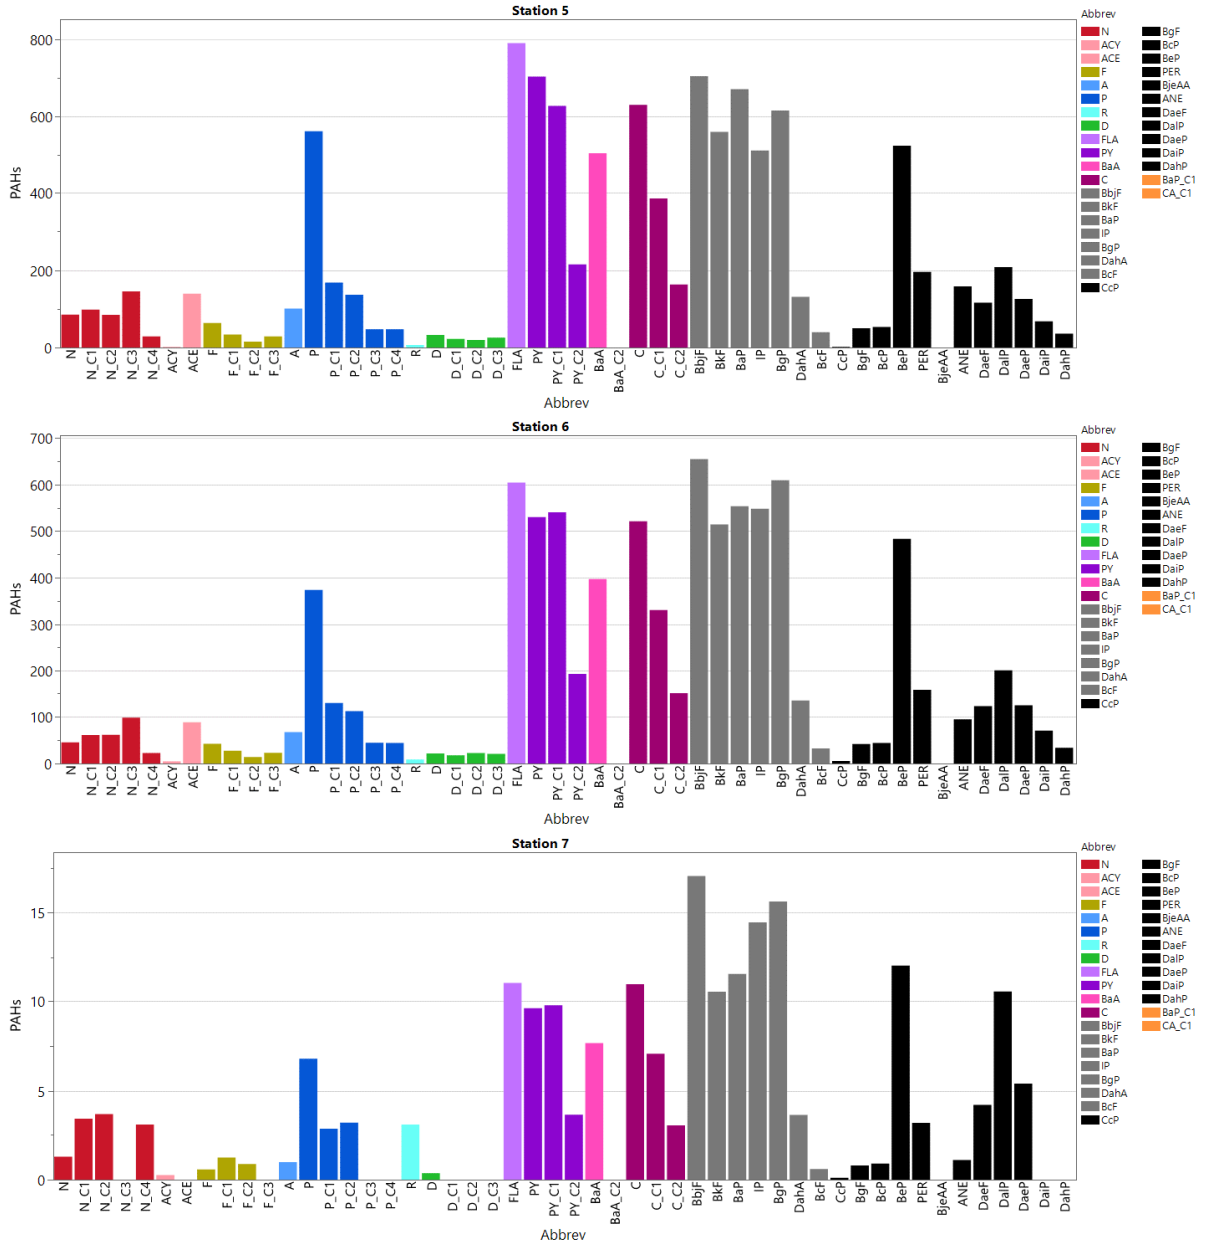 Station 5
PAHs
800
600
400
200
0
N N_C1 N_C2 N_C3 N_C4 ACY ACE F F_C1 F_C2 F_C3 A P P_C1 P_C2 P_C3 P_C4 R D D_C1 D_C2 D_C3 FLA PY PY_C1 PY_C2 BaA BaA_C2 C C_C1 C_C2 BbjF BkF BaP IP BgP DahA BcF CcP BgF BcP BeP PER BjeAA ANE DaeF DalP DaeP DaiP DahP
Abbrev
Abbrev
N BgF
ACY BcP
ACE BeP
F PER
A BjeAA
P ANE
R DaeF
D DalP
FLA DaeP
PY DaiP
BaA DahP
C BaP_C1
BbjF CA_C1
BkF
BaP
IP
BgP
DahA
BcF
CcP
Station 6
PAHs
700
600
500
400
300
200
100
0
N N_C1 N_C2 N_C3 N_C4 ACY ACE F F_C1 F_C2 F_C3 A P P_C1 P_C2 P_C3 P_C4 R D D_C1 D_C2 D_C3 FLA PY PY_C1 PY_C2 BaA BaA_C2 C C_C1 C_C2 BbjF BkF BaP IP BgP DahA BcF CcP BgF BcP BeP PER BjeAA ANE DaeF DalP DaeP DaiP DahP
Abbrev
Abbrev
N BgF
ACY BcP
ACE BeP
F PER
A BjeAA
P ANE
R DaeF
D DalP
FLA DaeP
PY DaiP
BaA DahP
C BaP_C1
BbjF CA_C1
BkF
BaP
IP
BgP
DahA
BcF
CcP
Station 7
PAHs
15
10
5
0
N N_C1 N_C2 N_C3 N_C4 ACY ACE F F_C1 F_C2 F_C3 A P P_C1 P_C2 P_C3 P_C4 R D D_C1 D_C2 D_C3 FLA PY PY_C1 PY_C2 BaA BaA_C2 C C_C1 C_C2 BbjF BkF BaP IP BgP DahA BcF CcP BgF BcP BeP PER BjeAA ANE DaeF DalP DaeP DaiP DahP
Abbrev
Abbrev
N BgF
ACY BcP
ACE BeP
F PER
A BjeAA
P ANE
R DaeF
D DalP
FLA DaeP
PY DaiP
BaA DahP
C BaP_C1
BbjF CA_C1
BkF
BaP
IP
BgP
DahA
BcF
CcP